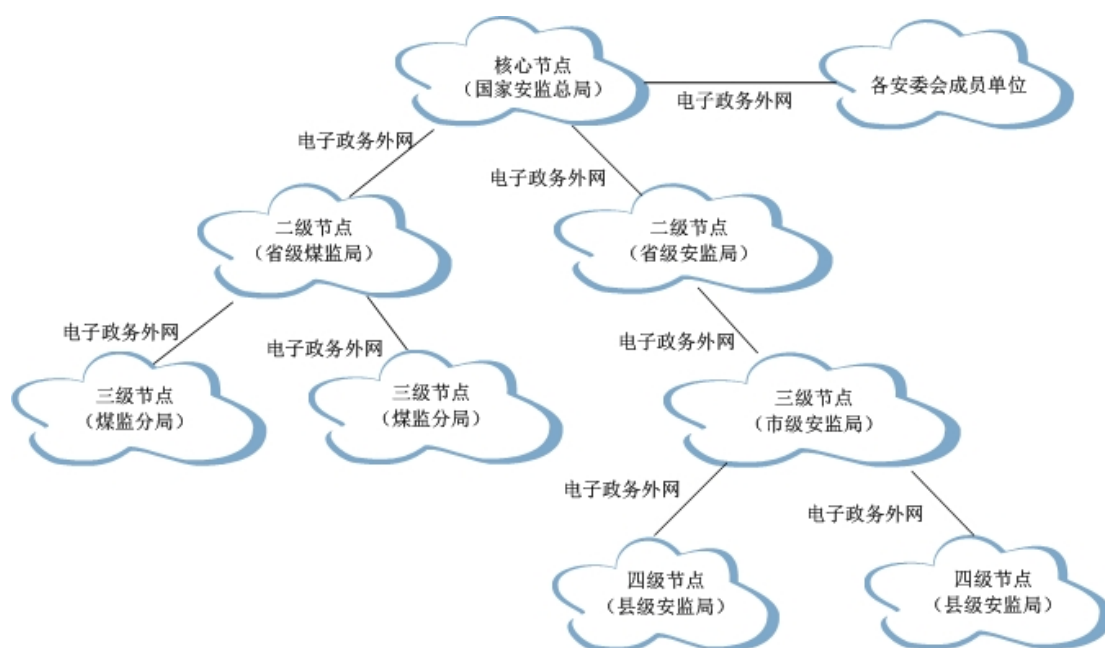 核心节点
（国家安监总局）
各安委会成员单位
电子政务外网
电子政务外网
电子政务外网
二级节点
（省级煤监局）
二级节点
（省级安监局）
电子政务外网
电子政务外网
电子政务外网
三级节点
（煤监分局）
三级节点
（煤监分局）
三级节点
（市级安监局）
电子政务外网
电子政务外网
四级节点
（县级安监局）
四级节点
（县级安监局）